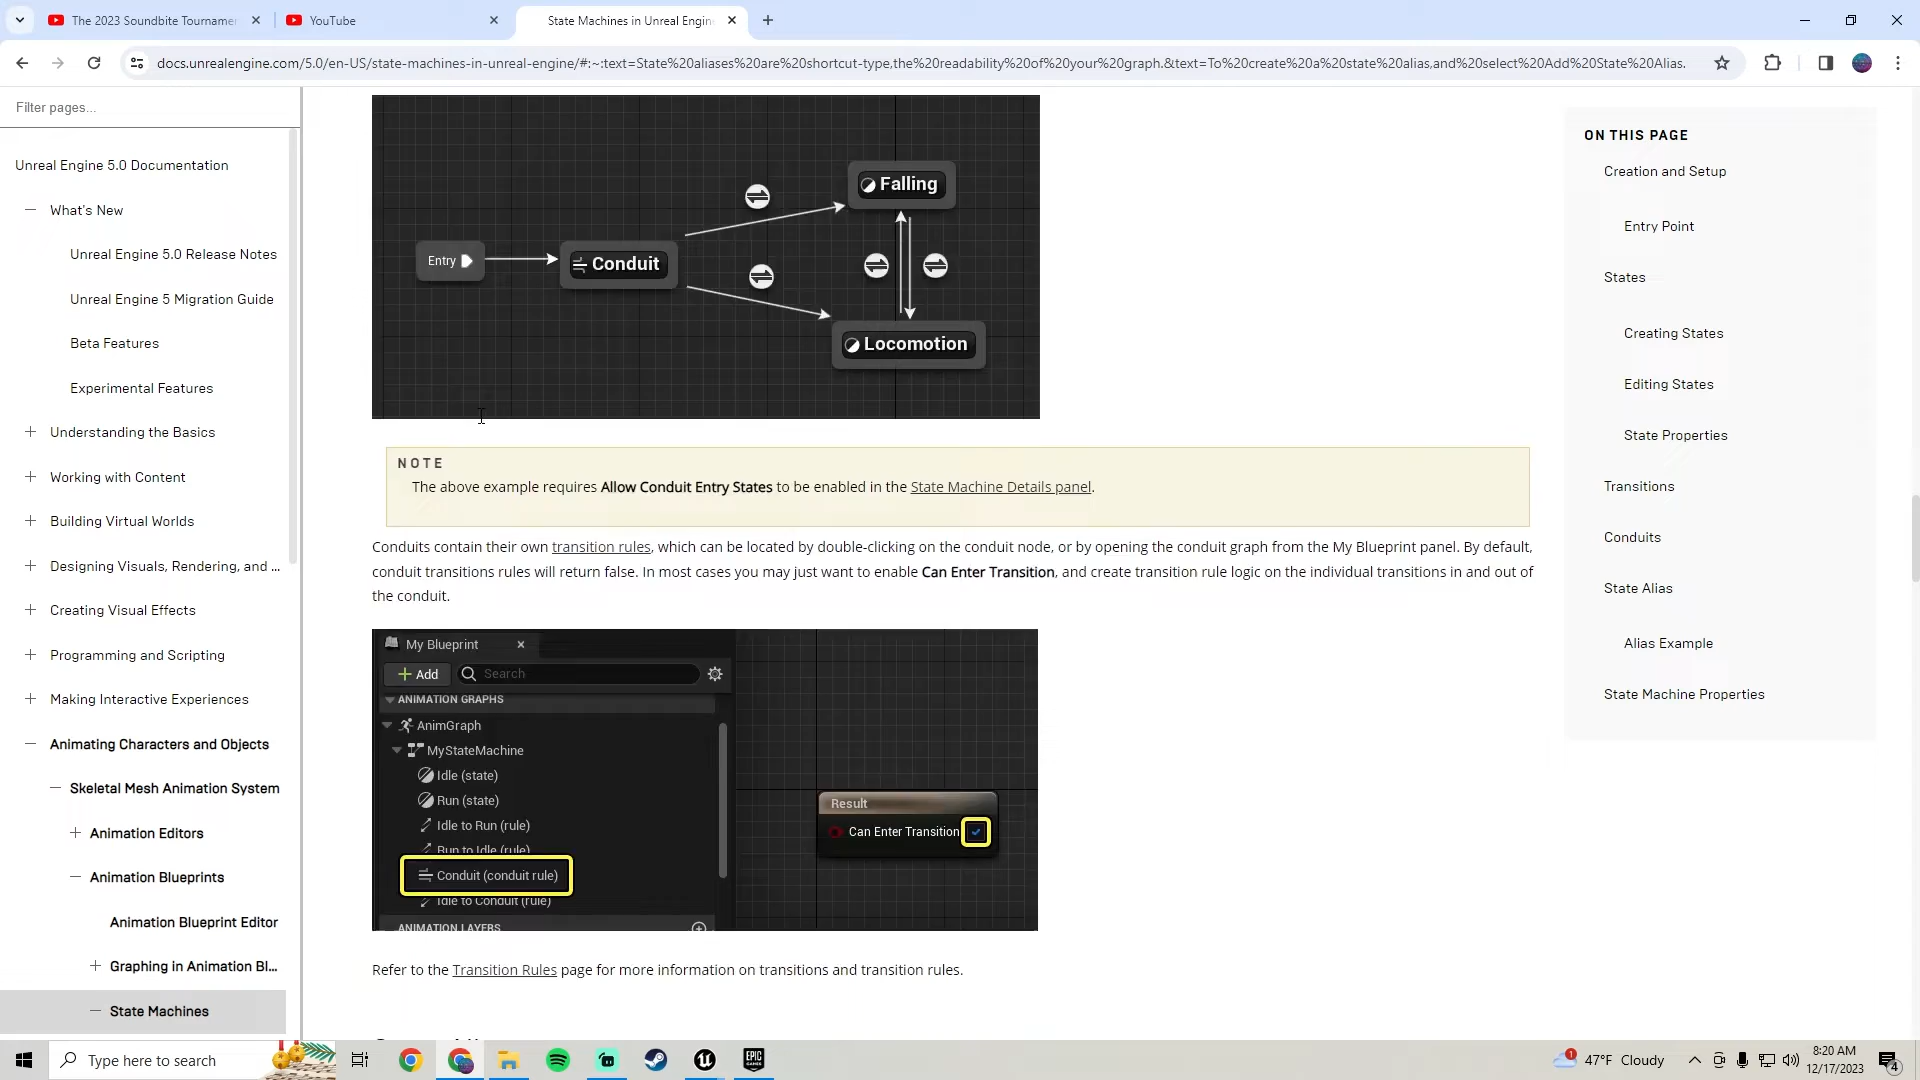 The 2023 Soundbite Tournamen
YouTube
State Machines in Unreal Engine
docs.unrealengine.com/5.0/en-US/state-machines-in-unreal-engine/#:~:text=State%20aliases%20are%20shortcut-type,the%20readability%20of%20your%20graph.&text=To%20create%20a%20state%20alias,and%20select%20Add%20State%20Alias.
Filter pages...
Unreal Engine 5.0 Documentation
What's New
Unreal Engine 5.0 Release Notes
Unreal Engine 5 Migration Guide
Beta Features
Experimental Features
Understanding the Basics
Working with Content
Building Virtual Worlds
Designing Visuals, Rendering, and ...
Creating Visual Effects
Programming and Scripting
Making Interactive Experiences
Animating Characters and Objects
Skeletal Mesh Animation System
Animation Editors
Animation Blueprints
Animation Blueprint Editor
Graphing in Animation Bl...
State Machines
Entry
Conduit
Falling
Locomotion
NOTE
The above example requires Allow Conduit Entry States to be enabled in the State Machine Details panel.
Conduits contain their own transition rules, which can be located by double-clicking on the conduit node, or by opening the conduit graph from the My Blueprint panel. By default,
conduit transitions rules will return false. In most cases you may just want to enable Can Enter Transition, and create transition rule logic on the individual transitions in and out of
the conduit.
My Blueprint
Add
Search
ANIMATION GRAPHS
AnimGraph
MyStateMachine
Idle (state)
Run (state)
Idle to Run (rule)
Run to Idle (rule)
Conduit (conduit rule)
Idle to Conduit (rule)
ANIMATION LAYERS
Result
Can Enter Transition
Refer to the Transition Rules page for more information on transitions and transition rules.
ON THIS PAGE
Creation and Setup
Entry Point
States
Creating States
Editing States
State Properties
Transitions
Conduits
State Alias
Alias Example
State Machine Properties
Type here to search
EPIC
GAMES
1
47°F Cloudy
8:20 AM
12/17/2023
4